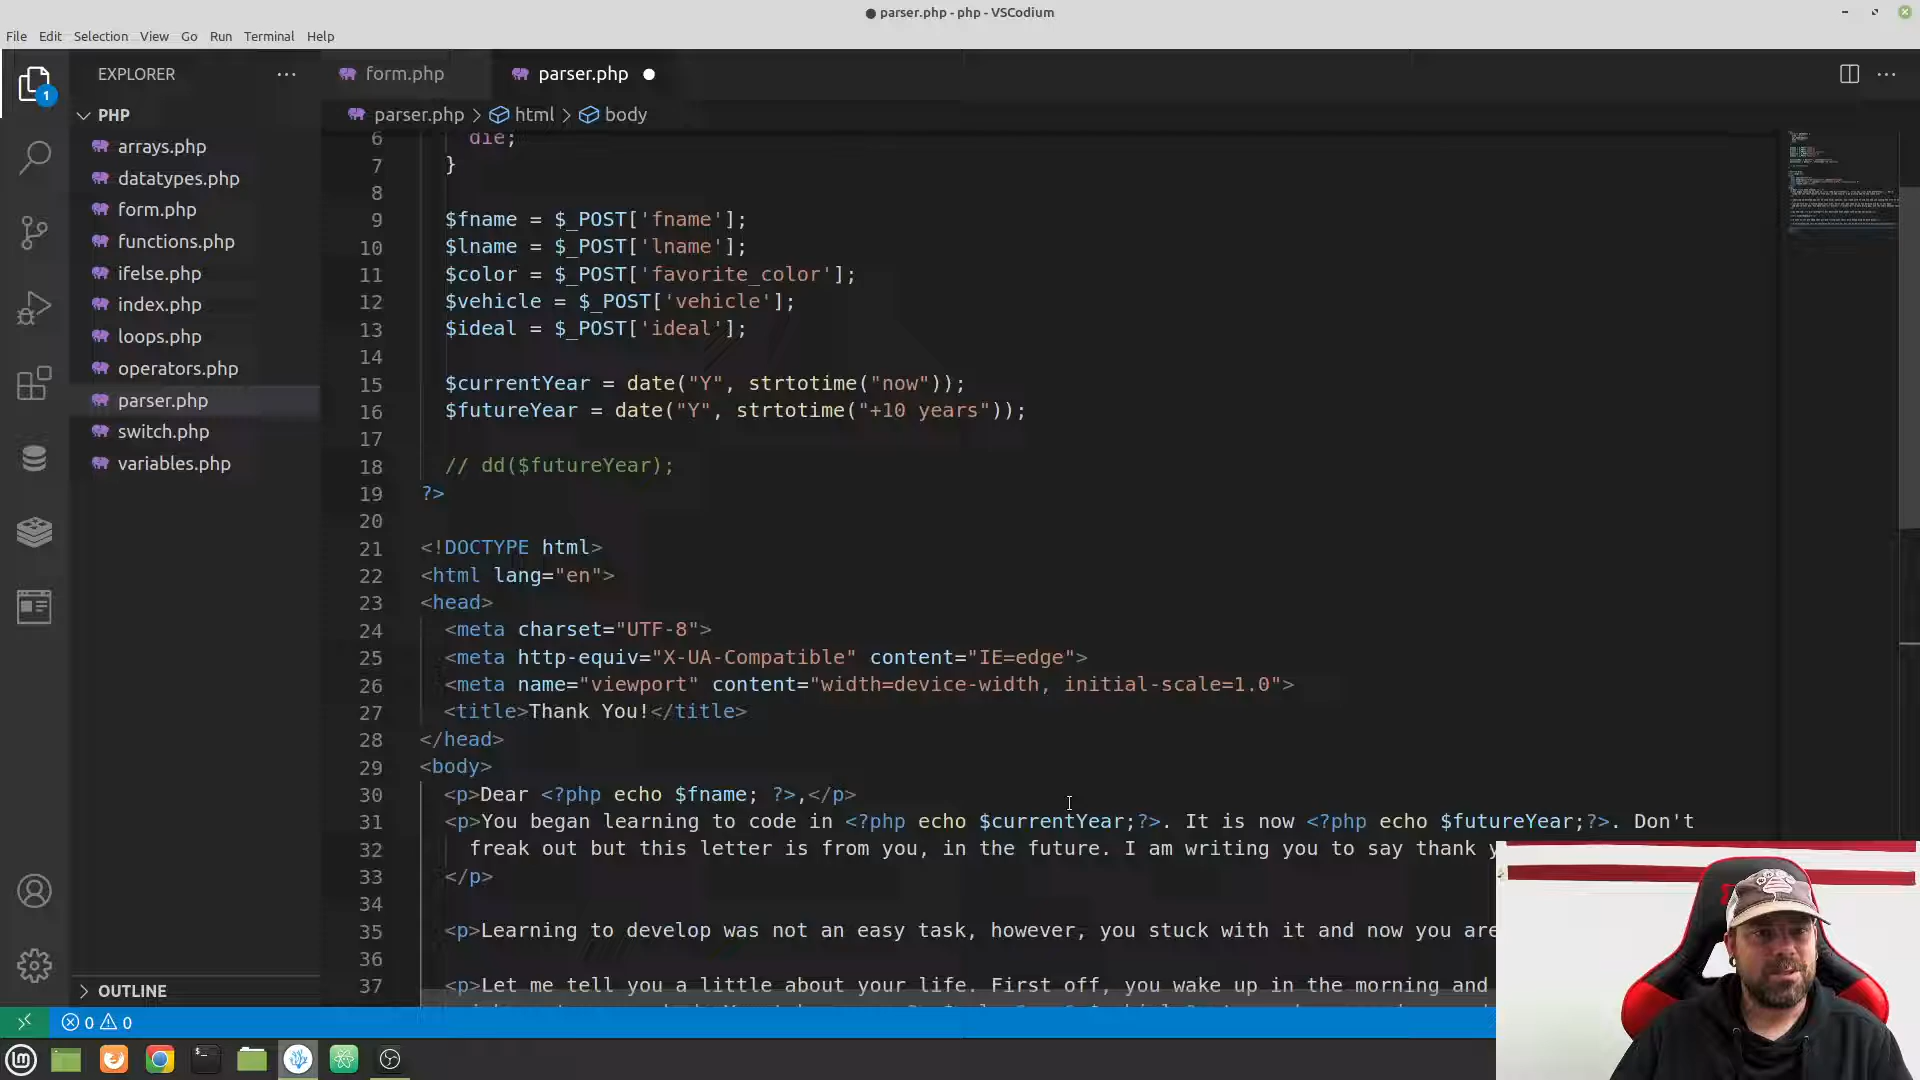 ● parser.php - php - VSCodium
File Edit Selection View Go Run Terminal Help
EXPLORER
form.php
parser.php
1
PHP
parser.php > html > body
arrays.php
datatypes.php
form.php
functions.php
ifelse.php
index.php
loops.php
operators.php
parser.php
switch.php
variables.php
OUTLINE
6 die;
7 }
8
9 $fname = $_POST['fname'];
10 $lname = $_POST['lname'];
11 $color = $_POST['favorite_color'];
12 $vehicle = $_POST['vehicle'];
13 $ideal = $_POST['ideal'];
14
15 $currentYear = date("Y", strtotime("now"));
16 $futureYear = date("Y", strtotime("+10 years"));
17
18 // dd($futureYear);
19 ?>
20
21 <!DOCTYPE html>
22 <html lang="en">
23 <head>
24 <meta charset="UTF-8">
25 <meta http-equiv="X-UA-Compatible" content="IE=edge">
26 <meta name="viewport" content="width=device-width, initial-scale=1.0">
27 <title>Thank You!</title>
28 </head>
29 <body>
30 <p>Dear <?php echo $fname; ?>,</p>
31 <p>You began learning to code in <?php echo $currentYear;?>. It is now <?php echo $futureYear;?>. Don't
32 freak out but this letter is from you, in the future. I am writing you to say thank y
33 </p>
34
35 <p>Learning to develop was not an easy task, however, you stuck with it and now you are
36
37 <p>Let me tell you a little about your life. First off, you wake up in the morning and
0 0